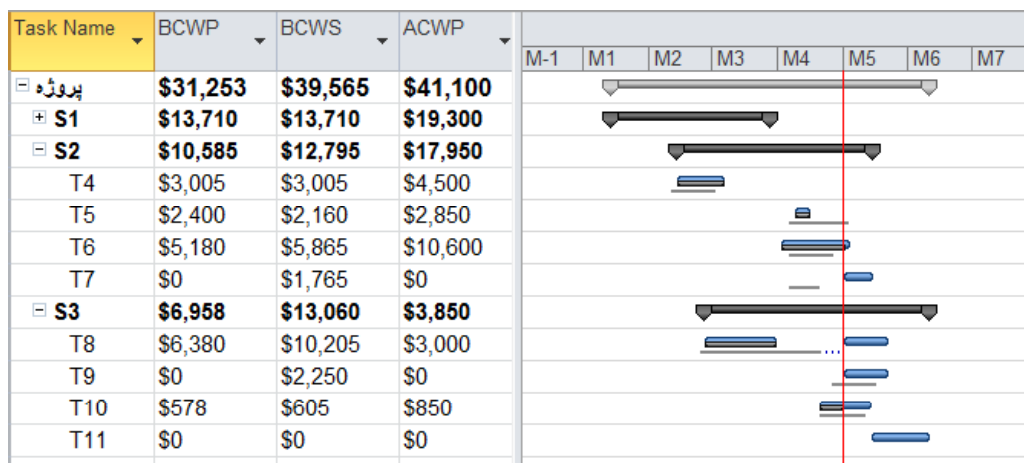 Task Name BCWP BCWS ACWP
M-1 M1 M2 M3 M4 M5 M6 M7
پروژه $31,253 $39,565 $41,100
S1 $13,710 $13,710 $19,300
S2 $10,585 $12,795 $17,950
T4 $3,005 $3,005 $4,500
T5 $2,400 $2,160 $2,850
T6 $5,180 $5,865 $10,600
T7 $0 $1,765 $0
S3 $6,958 $13,060 $3,850
T8 $6,380 $10,205 $3,000
T9 $0 $2,250 $0
T10 $578 $605 $850
T11 $0 $0 $0